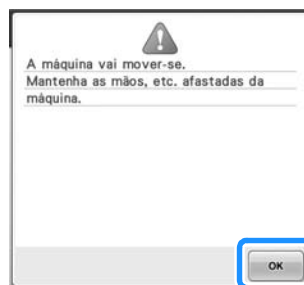 A máquina vai mover-se.
Mantenha as mãos, etc. afastadas da
máquina.
OK